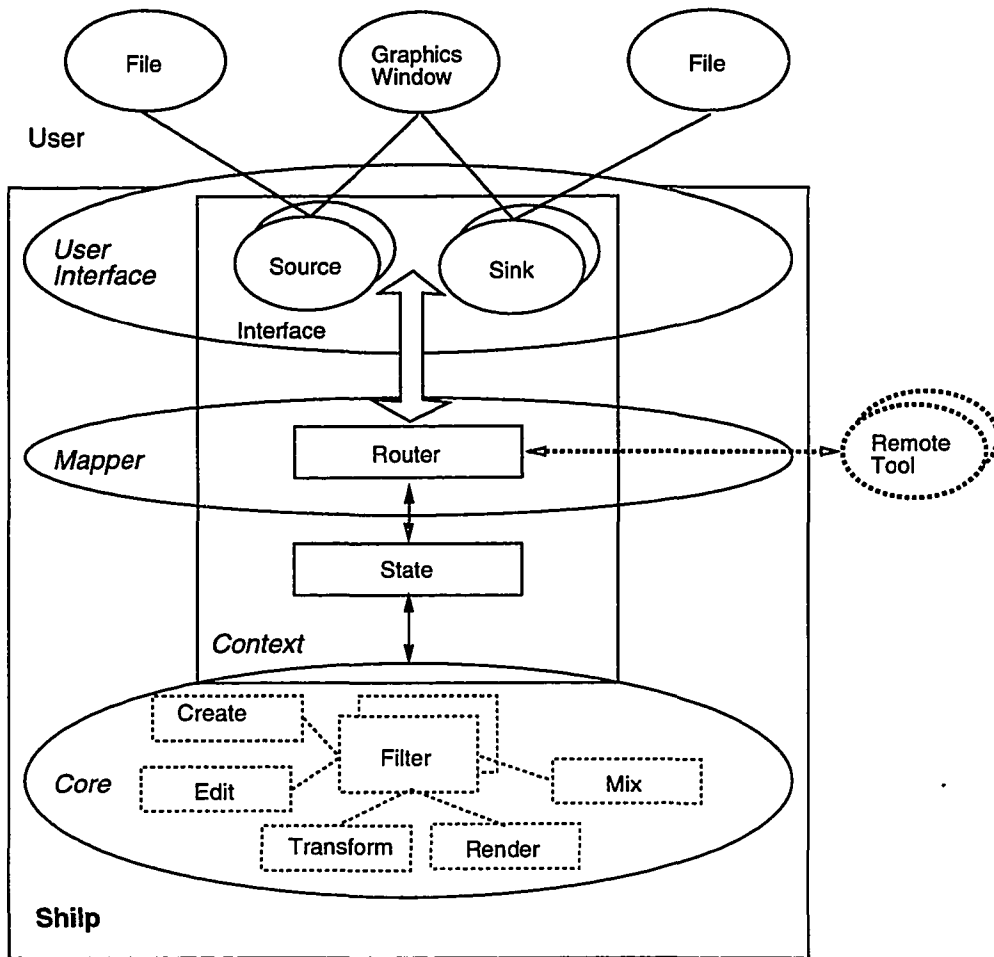 File
Graphics
Window
File
User
User
Interface
Source
Sink
Interface
Mapper
Router
Remote
Tool
State
Context
Create
Filter
Core
Edit
Mix
Transform
Render
Shilp